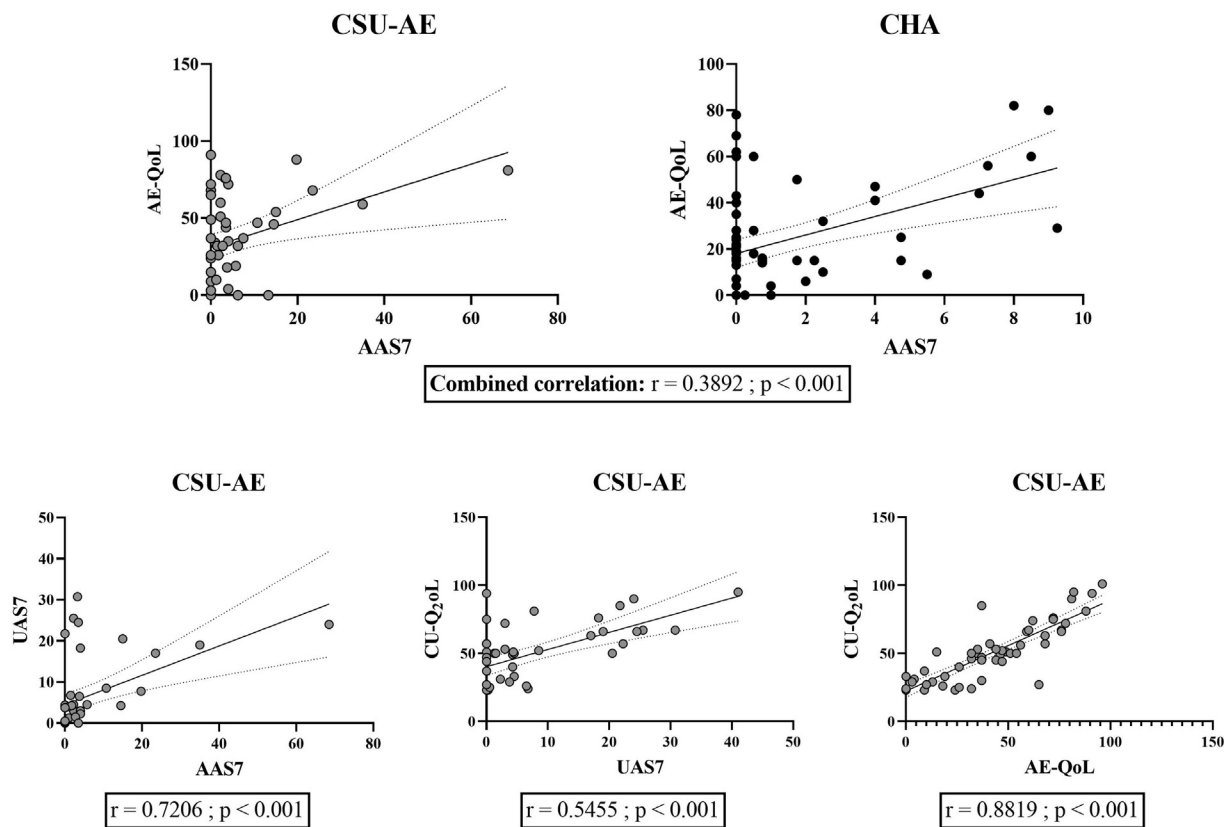 CSU-AE
CHA
150
100
50
0
AE-QoL
0 20 40 60 80
AAS7
100
80
60
40
20
0
AE-QoL
0 2 4 6 8 10
AAS7
Combined correlation: r = 0.3892 ; p < 0.001
CSU-AE
CSU-AE
CSU-AE
50
40
30
20
10
0
UAS7
0 20 40 60 80
AAS7
150
100
50
0
CU-Q₂oL
0 10 20 30 40 50
UAS7
150
100
50
0
CU-Q₂oL
0 50 100 150
AE-QoL
r = 0.7206 ; p < 0.001
r = 0.5455 ; p < 0.001
r = 0.8819 ; p < 0.001